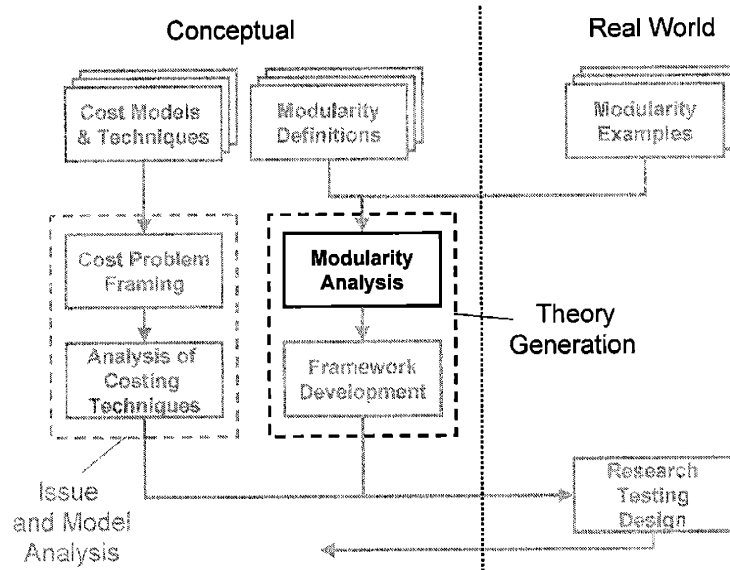 Conceptual
Real World
Cost Models
& Techniques
Modularity
Definitions
Modularity
Examples
Cost Problem
Framing
Modularity
Analysis
Theory
Generation
Analysis of
Costing
Techniques
Framework
Development
Issue
and Model
Analysis
Research
Testing
Design